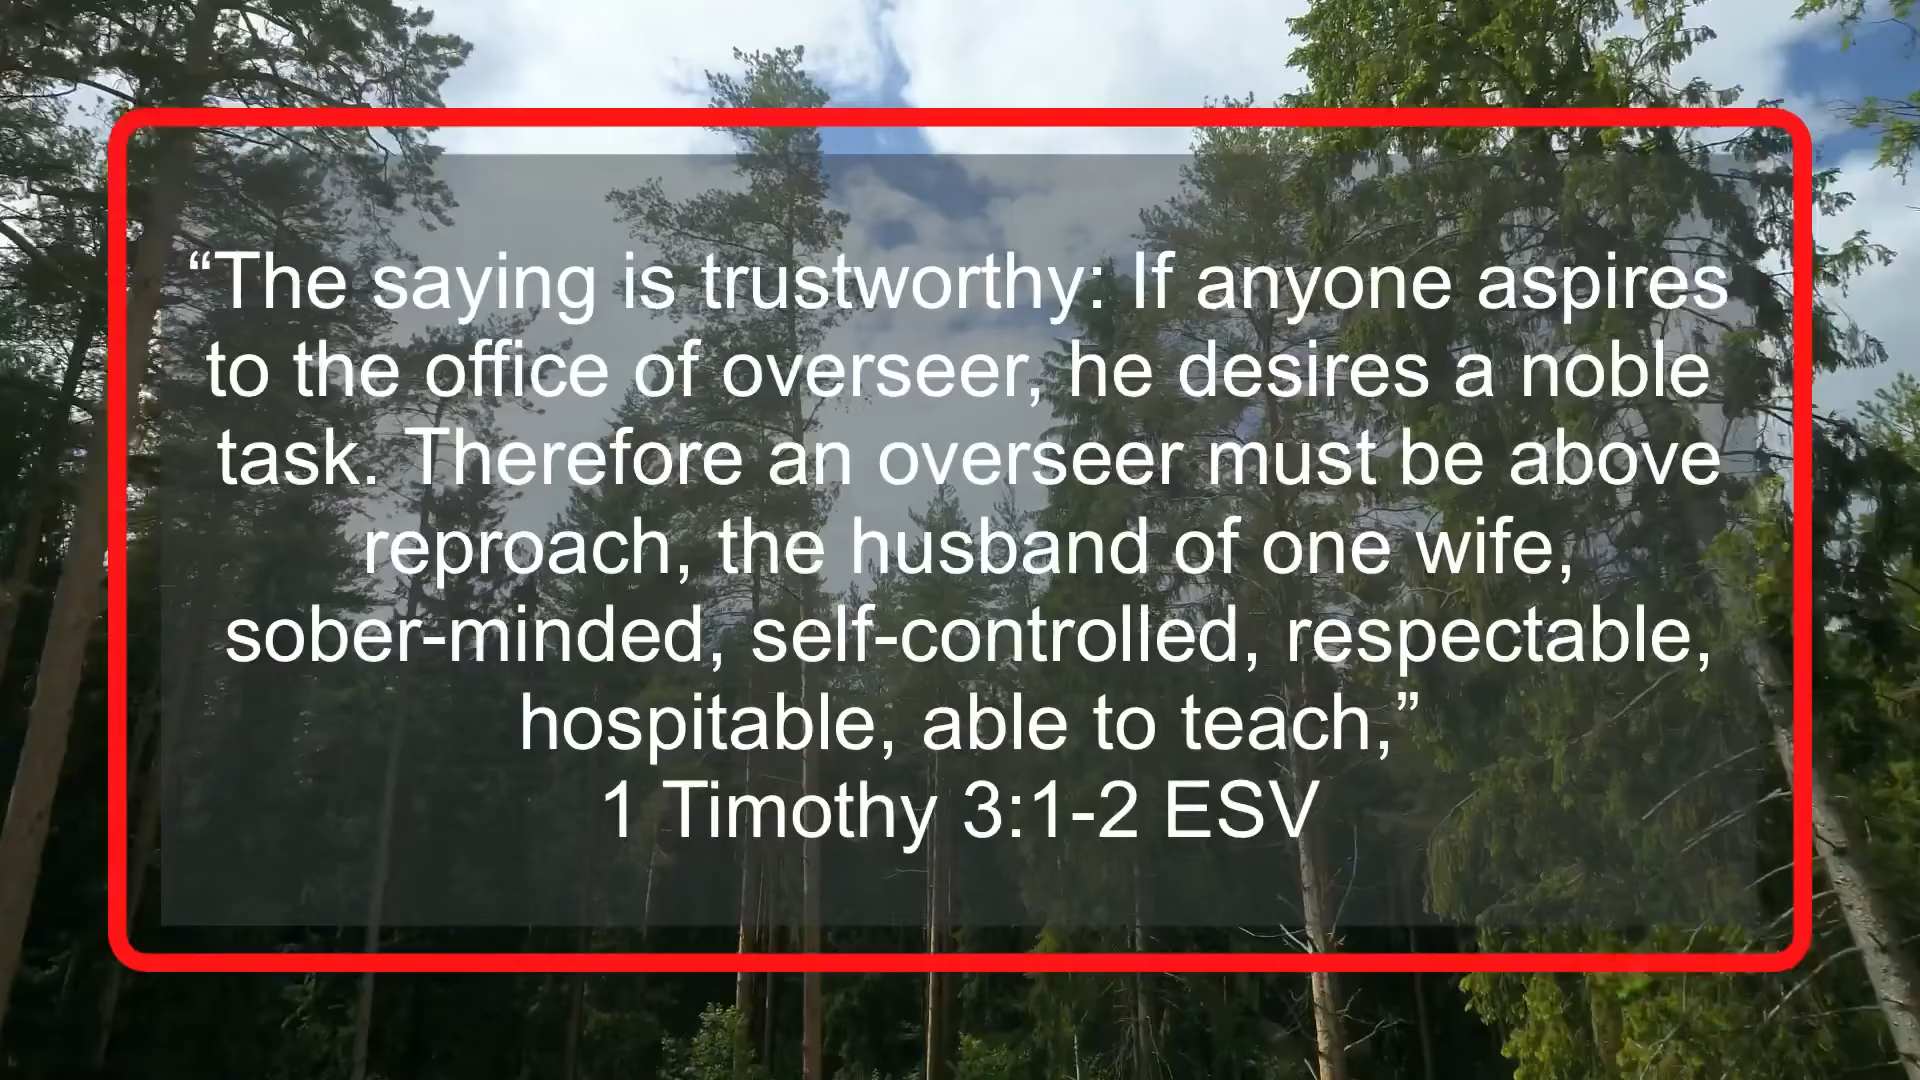 “The saying is trustworthy: If anyone aspires
to the office of overseer, he desires a noble
task. Therefore an overseer must be above
reproach, the husband of one wife,
sober-minded, self-controlled, respectable,
hospitable, able to teach,”
1 Timothy 3:1-2 ESV